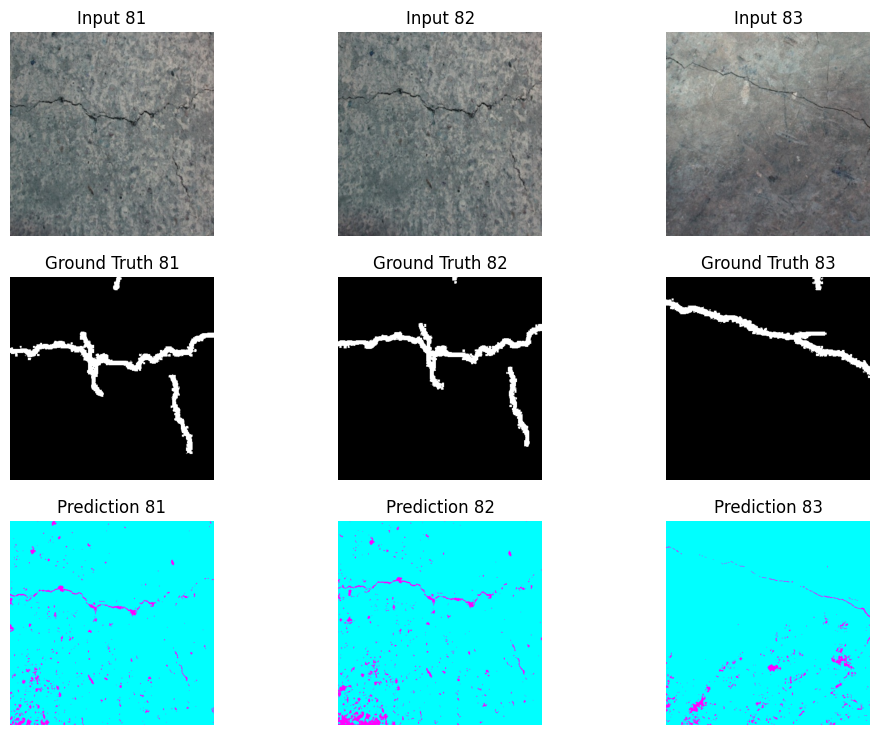 Input 81
Input 82
Input 83
Ground Truth 81
Ground Truth 82
Ground Truth 83
Prediction 81
Prediction 82
Prediction 83